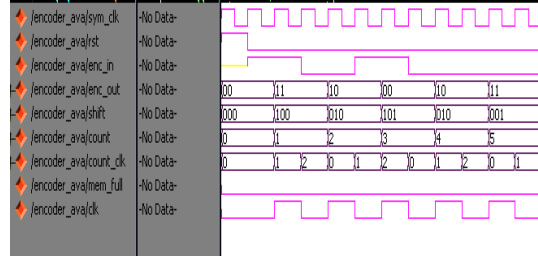 /encoder_ava/sym_clk -No Data-
/encoder_ava/rst -No Data-
/encoder_ava/enc_in -No Data-
/encoder_ava/enc_out -No Data- 00 11 10 00 10 11
/encoder_ava/shift -No Data- 000 100 010 101 010 001
/encoder_ava/count -No Data- 0 1 2 3 4 5
/encoder_ava/count_clk -No Data- 0 1 2 0 1 2 0 1 2 0 1
/encoder_ava/mem_full -No Data-
/encoder_ava/clk -No Data-